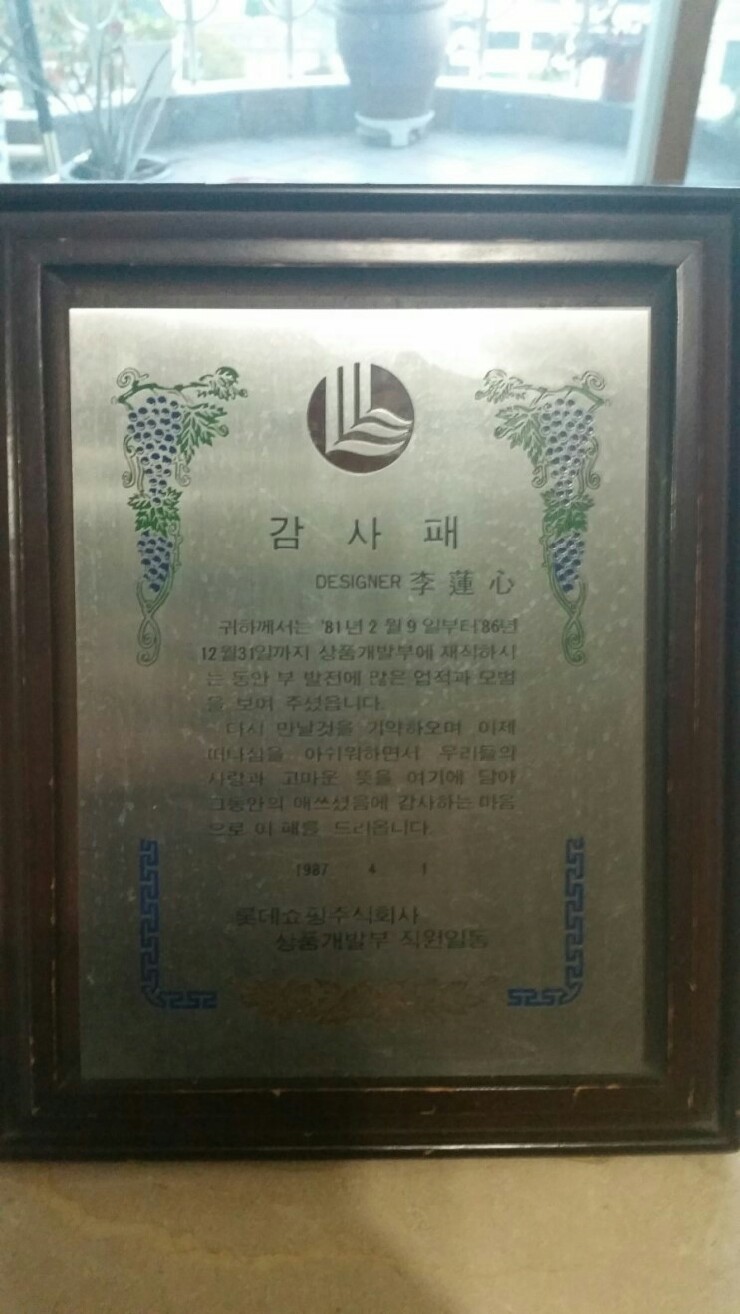 감 사 패
DESIGNER 李 蓮 心
귀하께서는 '81년 2 월 9 일부터 '86년
12월31일까지 상품개발부에 재직하시
는 동안 부 발전에 많은 업적과 모범
을 보여 주셨읍니다.
다시 만날것을 기약하오며 이제
떠나심을 아쉬워하면서 우리들의
사랑과 고마운 뜻을 여기에 담아
그동안의 애쓰셨음에 감사하는 마음
으로 이 패를 드리옵니다.
1987 4 1
롯데쇼핑주식회사
상품개발부 직원일동